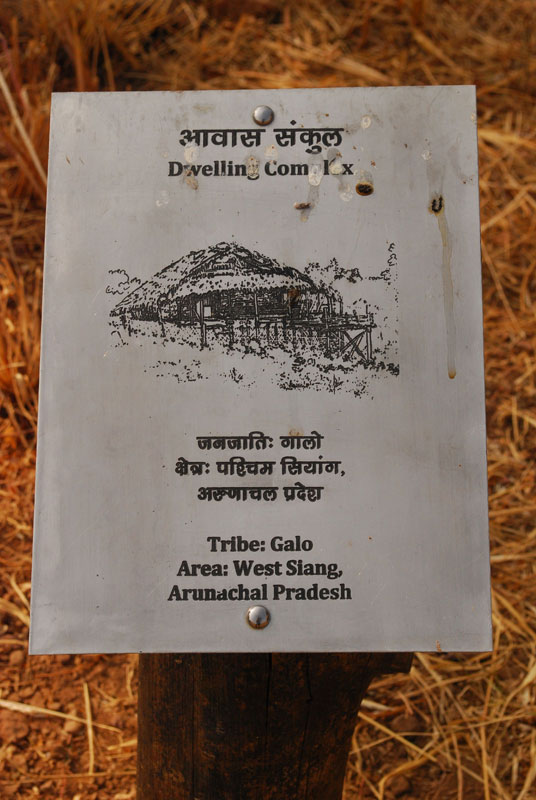 आवास संकुल
Dwelling Complex
जनजातिः गालो
क्षेत्रः पश्चिम सियांग,
अरुणाचल प्रदेश
Tribe: Galo
Area: West Siang,
Arunachal Pradesh